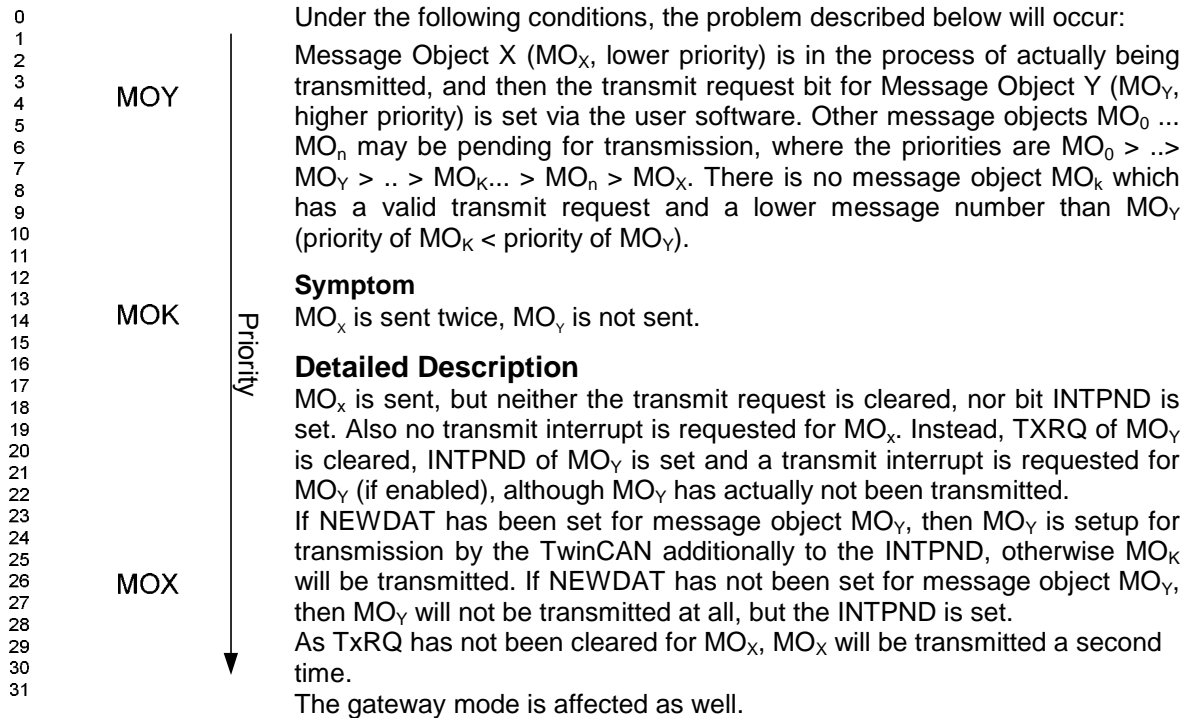 0
1
2
3
4
5
6
7
8
9
10
11
12
13
14
15
16
17
18
19
20
21
22
23
24
25
26
27
28
29
30
31
MOY
MOK
MOX
Priority
Under the following conditions, the problem described below will occur:
Message Object X (MOX, lower priority) is in the process of actually being
transmitted, and then the transmit request bit for Message Object Y (MOY,
higher priority) is set via the user software. Other message objects MO0 ...
MOn may be pending for transmission, where the priorities are MO0 > ..>
MOY > .. > MOK... > MOn > MOX. There is no message object MOk which
has a valid transmit request and a lower message number than MOY
(priority of MOK < priority of MOY).
Symptom
MOx is sent twice, MOY is not sent.
Detailed Description
MOx is sent, but neither the transmit request is cleared, nor bit INTPND is
set. Also no transmit interrupt is requested for MOx. Instead, TXRQ of MOY
is cleared, INTPND of MOY is set and a transmit interrupt is requested for
MOY (if enabled), although MOY has actually not been transmitted.
If NEWDAT has been set for message object MOY, then MOY is setup for
transmission by the TwinCAN additionally to the INTPND, otherwise MOK
will be transmitted. If NEWDAT has not been set for message object MOY,
then MOY will not be transmitted at all, but the INTPND is set.
As TxRQ has not been cleared for MOX, MOX will be transmitted a second
time.
The gateway mode is affected as well.